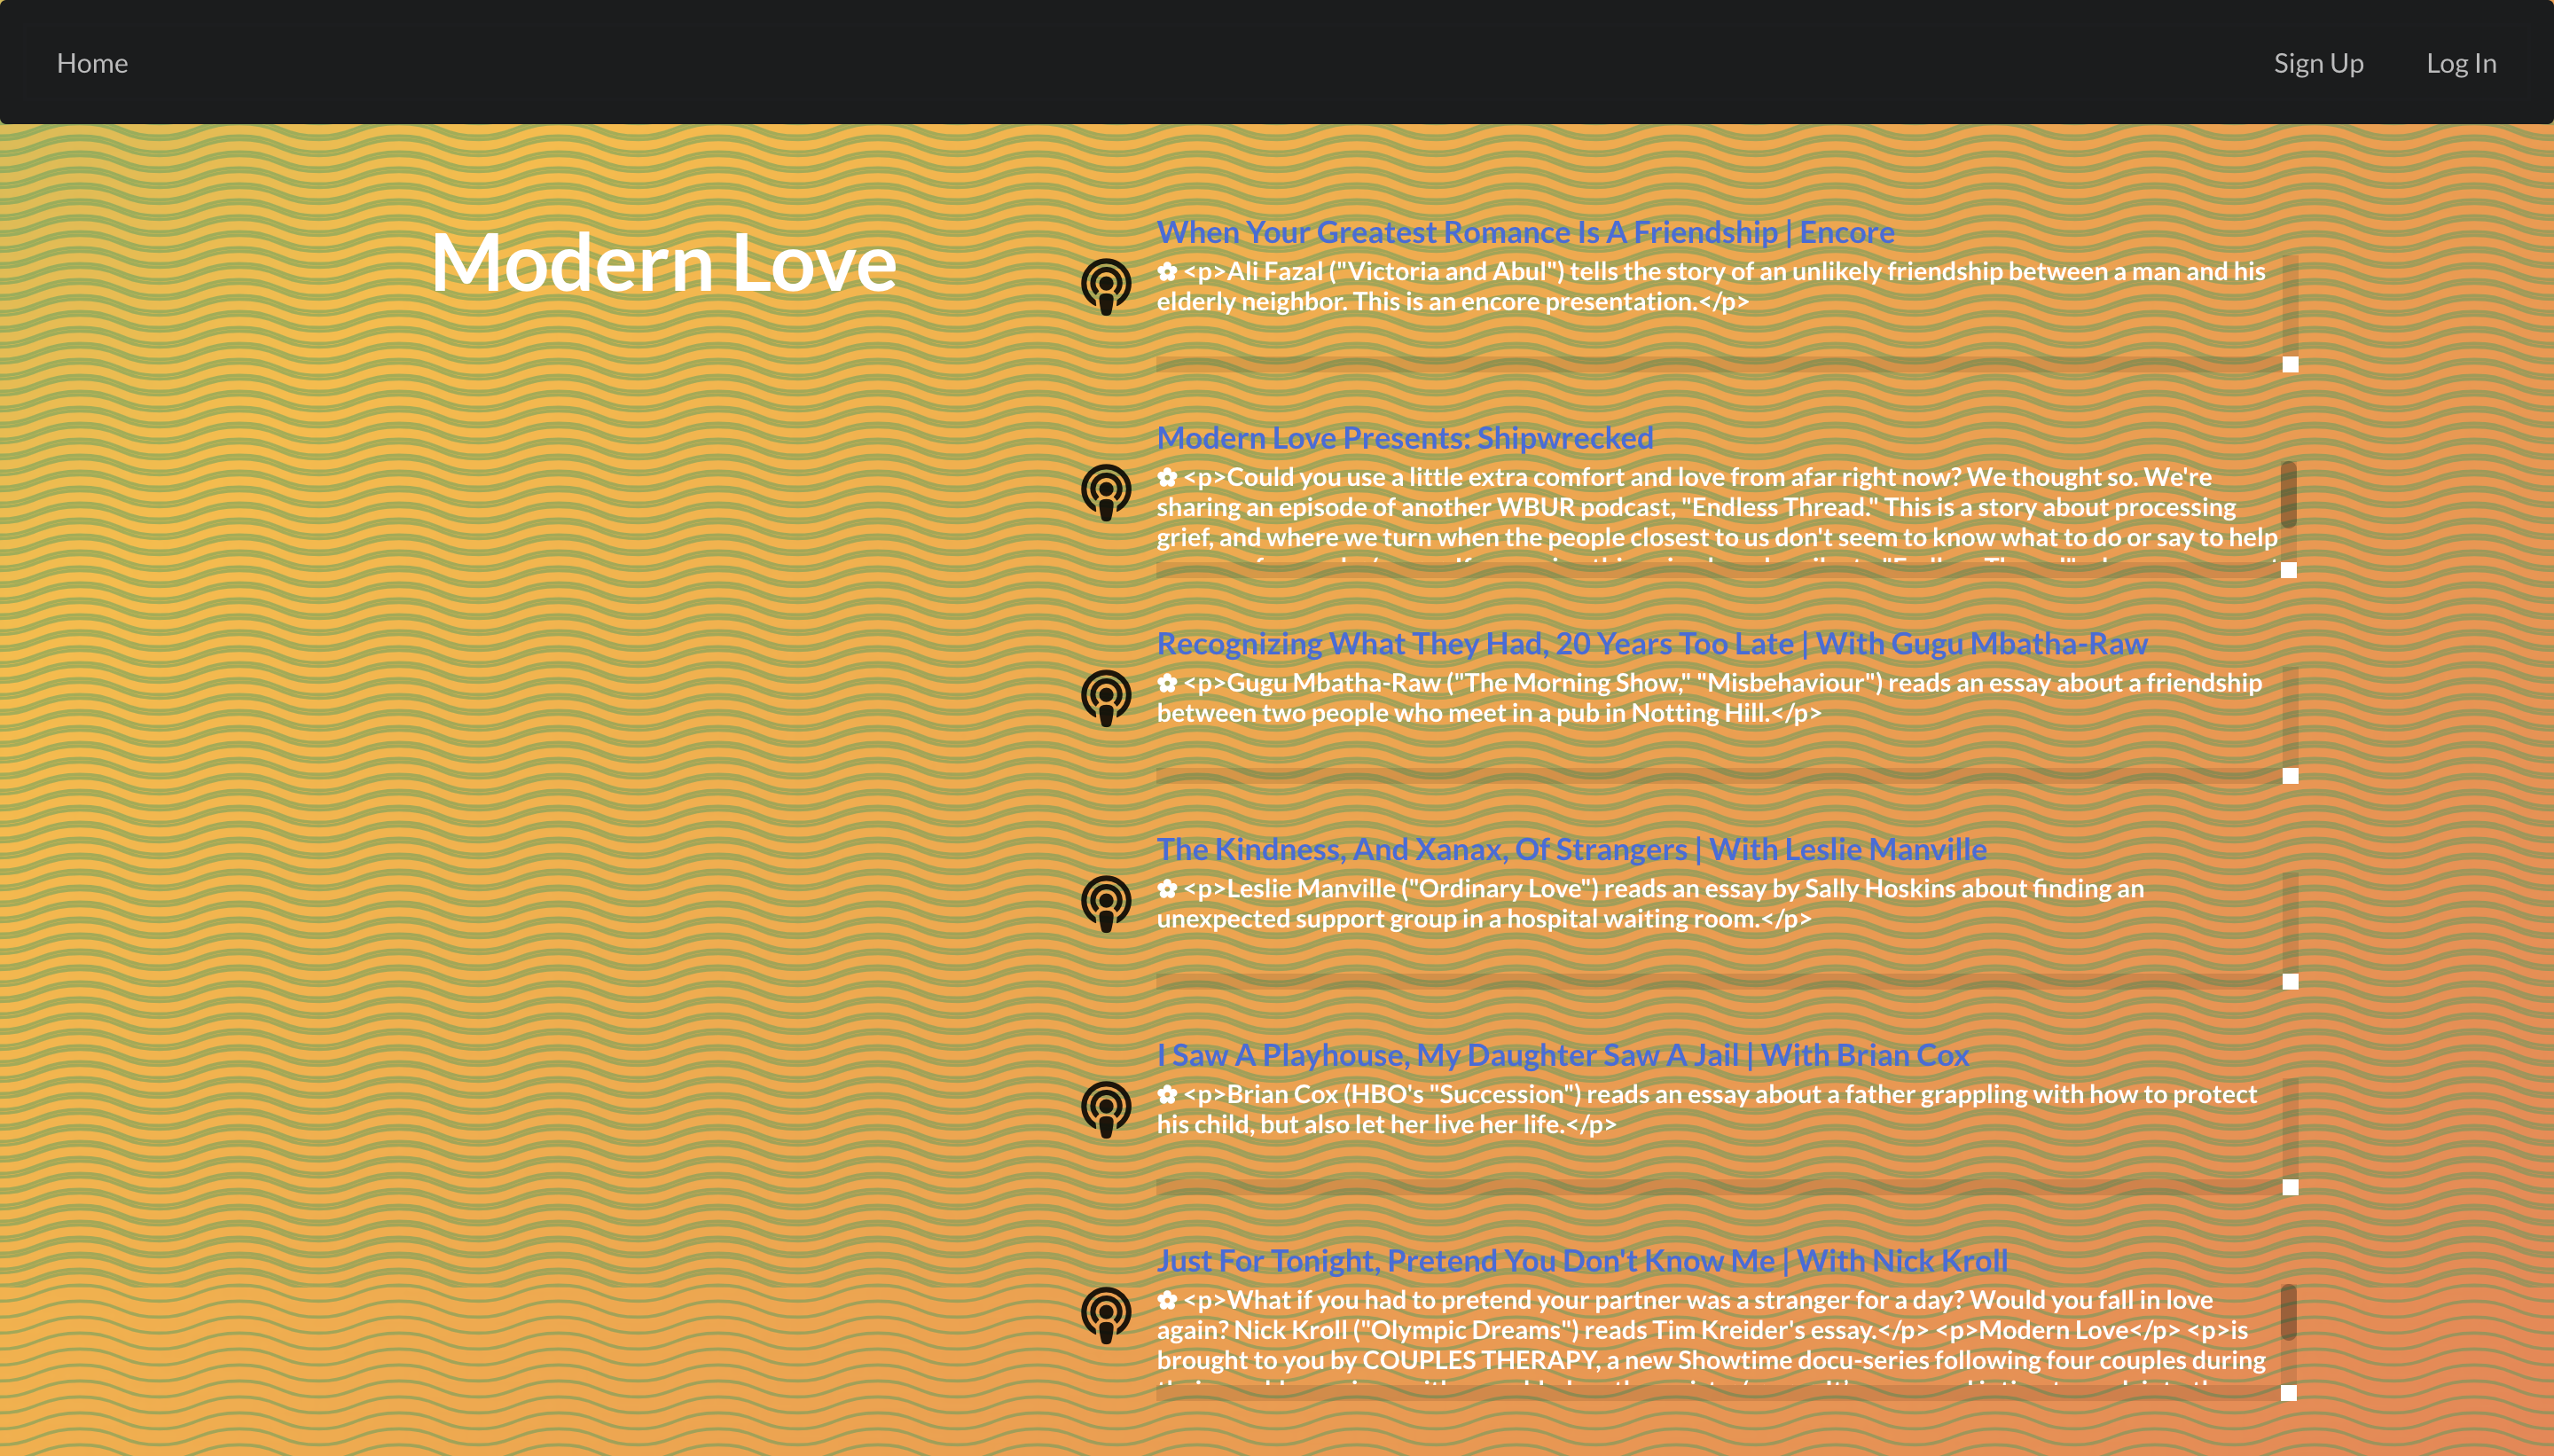 Home
Sign Up
Log In
Modern Love
When Your Greatest Romance Is A Friendship | Encore
✿ <p>Ali Fazal ("Victoria and Abul") tells the story of an unlikely friendship between a man and his
elderly neighbor. This is an encore presentation.</p>
Modern Love Presents: Shipwrecked
✿ <p>Could you use a little extra comfort and love from afar right now? We thought so. We're
sharing an episode of another WBUR podcast, "Endless Thread." This is a story about processing
grief, and where we turn when the people closest to us don't seem to know what to do or say to help
Recognizing What They Had, 20 Years Too Late | With Gugu Mbatha-Raw
✿ <p>Gugu Mbatha-Raw ("The Morning Show," "Misbehaviour") reads an essay about a friendship
between two people who meet in a pub in Notting Hill.</p>
The Kindness, And Xanax, Of Strangers | With Leslie Manville
✿ <p>Leslie Manville ("Ordinary Love") reads an essay by Sally Hoskins about finding an
unexpected support group in a hospital waiting room.</p>
I Saw A Playhouse, My Daughter Saw A Jail | With Brian Cox
✿ <p>Brian Cox (HBO's "Succession") reads an essay about a father grappling with how to protect
his child, but also let her live her life.</p>
Just For Tonight, Pretend You Don't Know Me | With Nick Kroll
✿ <p>What if you had to pretend your partner was a stranger for a day? Would you fall in love
again? Nick Kroll ("Olympic Dreams") reads Tim Kreider's essay.</p> <p>Modern Love</p> <p>is
brought to you by COUPLES THERAPY, a new Showtime docu-series following four couples during